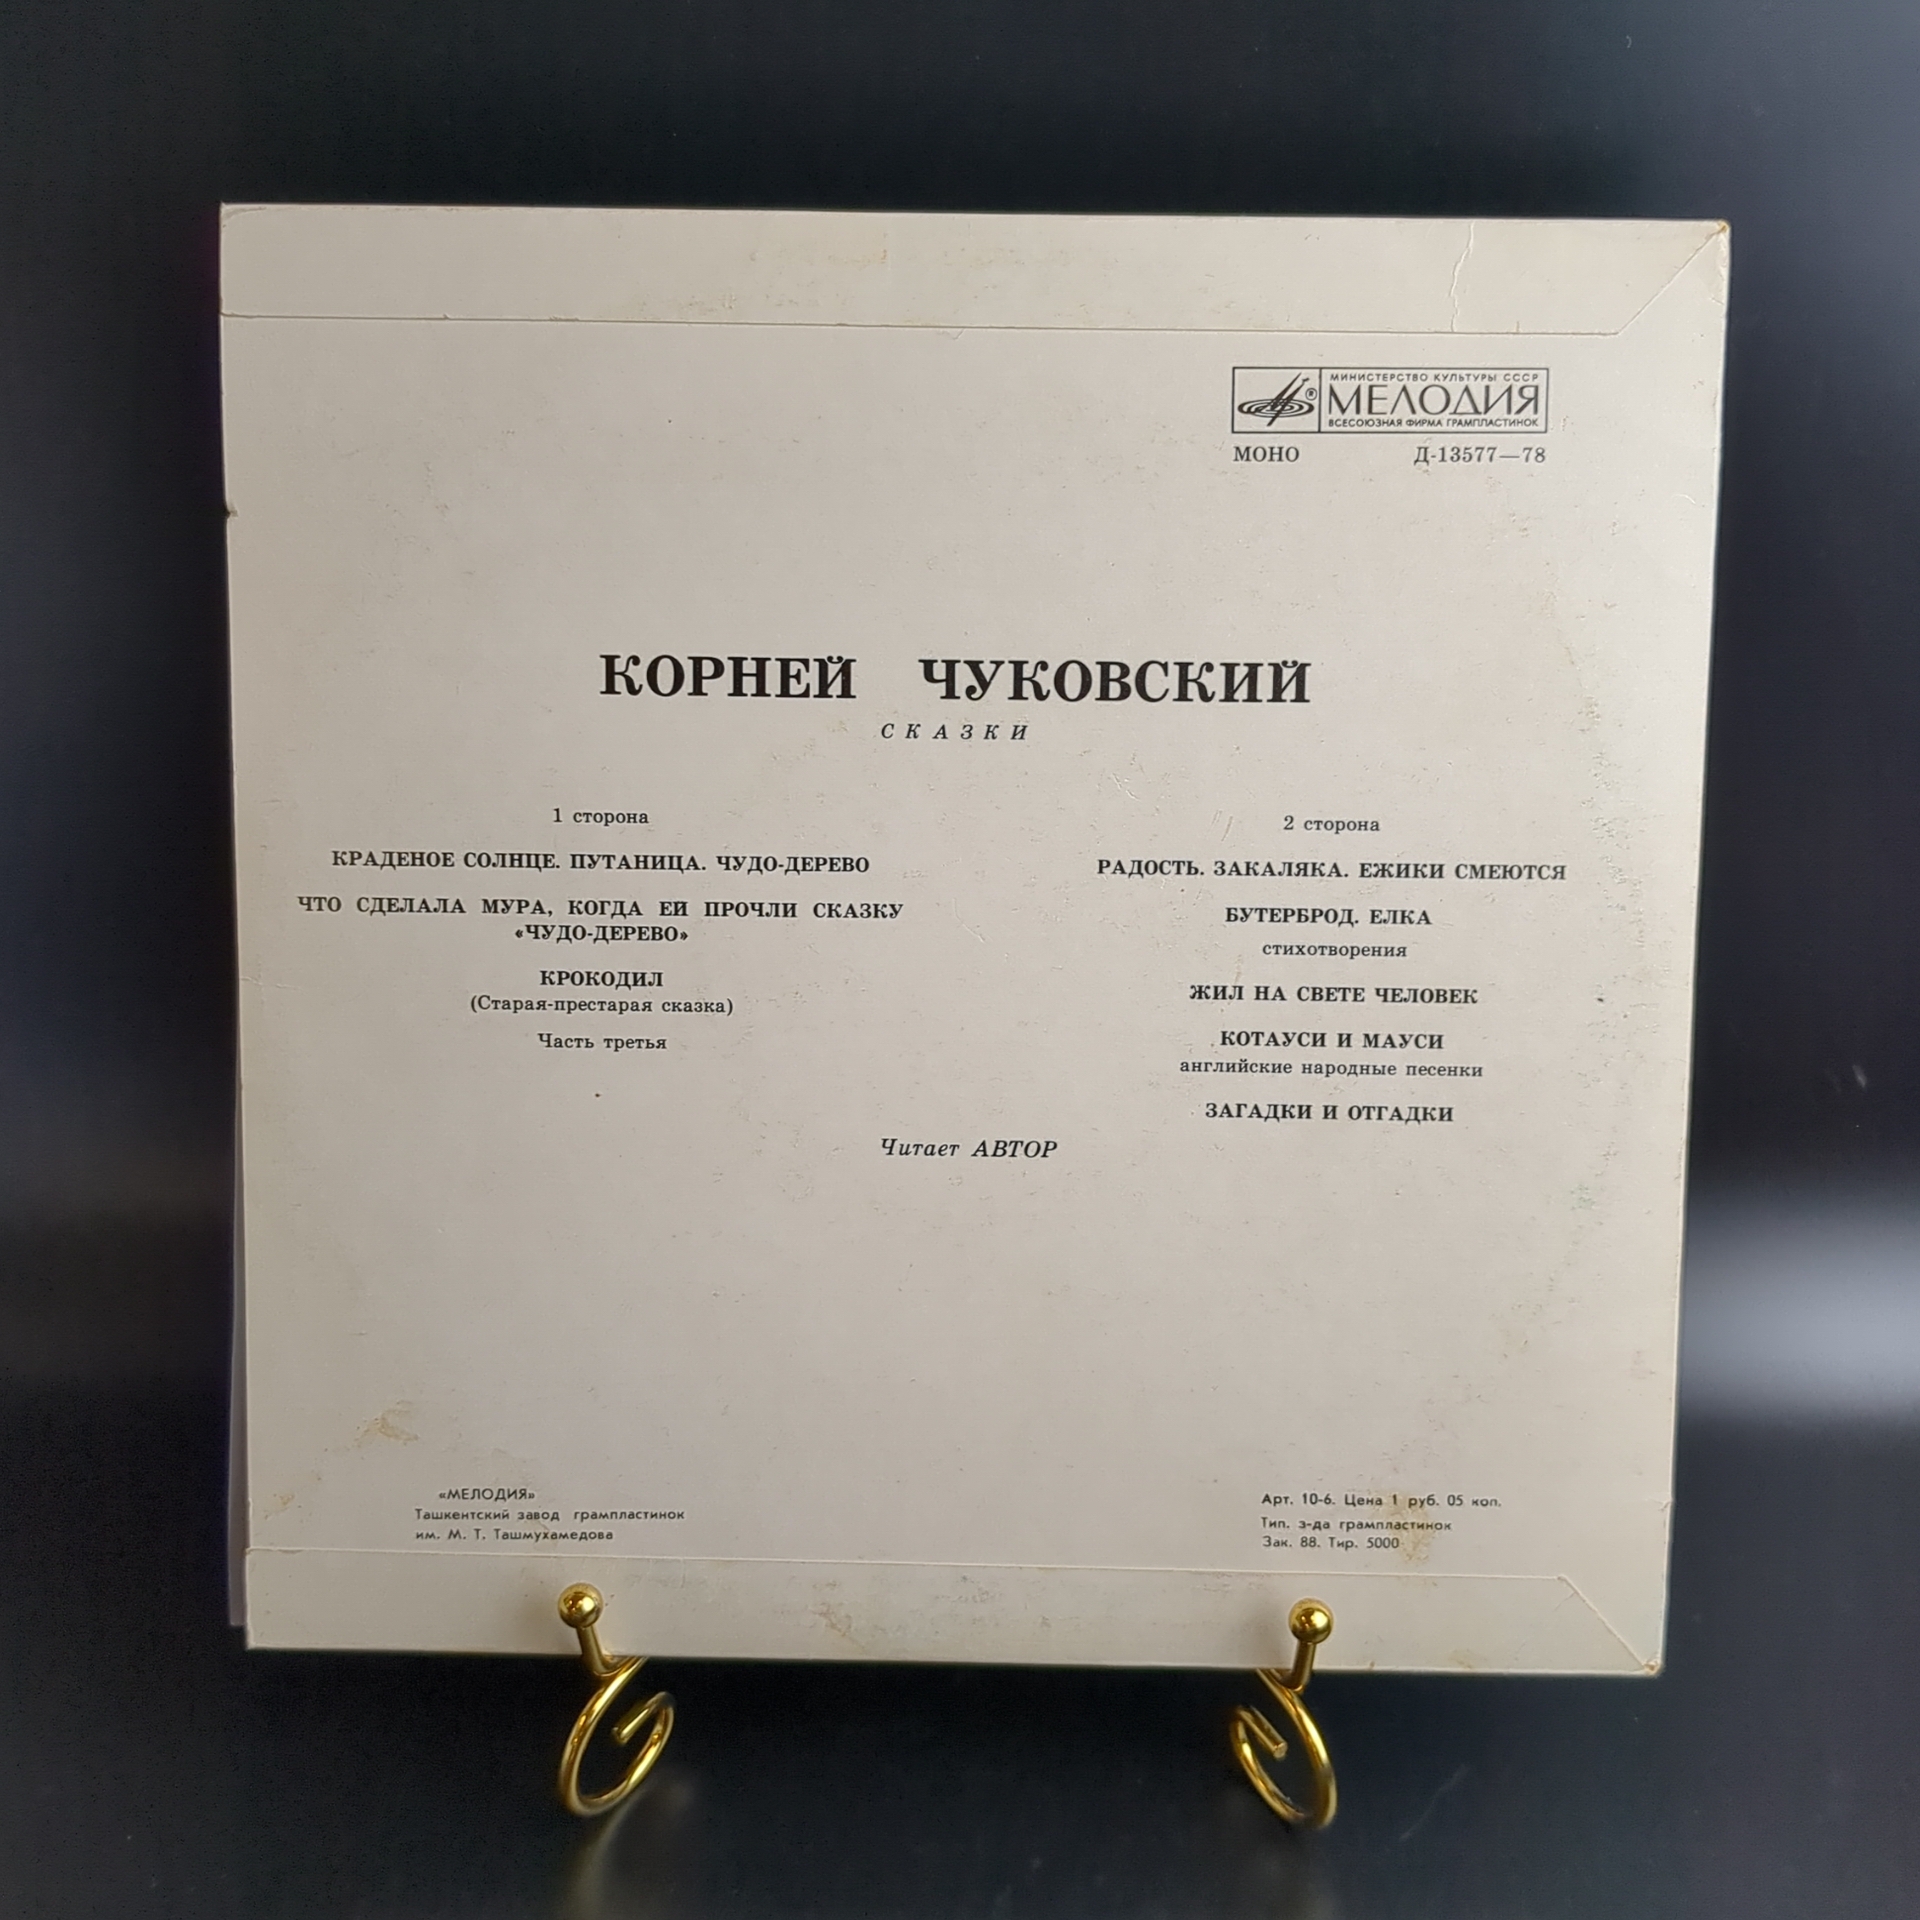 МИНИСТЕРСТВО КУЛЬТУРЫ СССР
МЕЛОДИЯ
ВСЕСОЮЗНАЯ ФИРМА ГРАМПЛАСТИНОК
МОНО Д-13577—78
КОРНЕЙ ЧУКОВСКИЙ
СКАЗКИ
1 сторона
КРАДЕНОЕ СОЛНЦЕ. ПУТАНИЦА. ЧУДО-ДЕРЕВО
ЧТО СДЕЛАЛА МУРА, КОГДА ЕЙ ПРОЧЛИ СКАЗКУ
«ЧУДО-ДЕРЕВО»
КРОКОДИЛ
(Старая-престарая сказка)
Часть третья
2 сторона
РАДОСТЬ. ЗАКАЛЯКА. ЕЖИКИ СМЕЮТСЯ
БУТЕРБРОД. ЕЛКА
стихотворения
ЖИЛ НА СВЕТЕ ЧЕЛОВЕК
КОТАУСИ И МАУСИ
английские народные песенки
ЗАГАДКИ И ОТГАДКИ
Читает АВТОР
«МЕЛОДИЯ»
Ташкентский завод грампластинок
им. М. Т. Ташмухамедова
Арт. 10-6. Цена 1 руб. 05 коп.
Тип. з-да грампластинок
Зак. 88. Тир. 5000